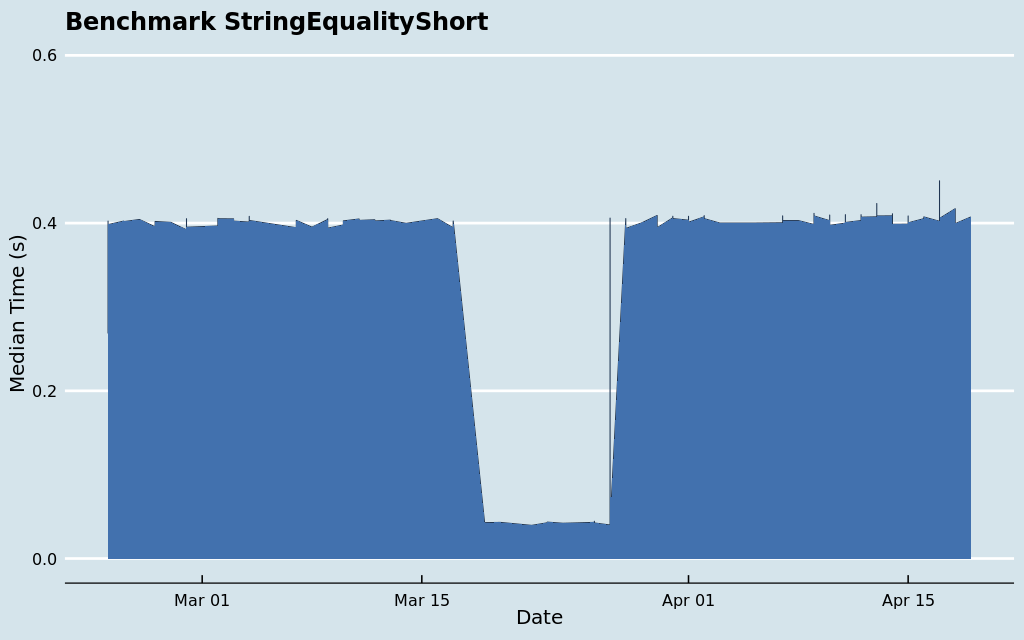 Benchmark StringEqualityShort
Median Time (s)
0.6
0.4
0.2
0.0
Mar 01 Mar 15 Apr 01 Apr 15
Date